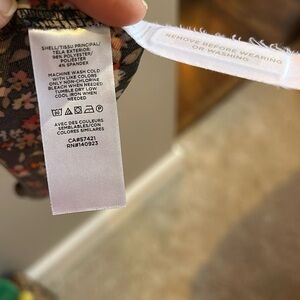 SHELL/TISSU PRINCIPAL/
TELA EXTERIOR:
96% POLYESTER/
POLYESTER
4% SPANDEX
MACHINE WASH COLD
WITH LIKE COLORS
ONLY NON-CHLORINE
BLEACH WHEN NEEDED
TUMBLE DRY LOW
COOL IRON WHEN
NEEDED
AVEC DES COULEURS
SEMBLABLES/CON
COLORES SIMILARES
CA#57421
RN#140923
REMOVE BEFORE WEARING
OR WASHING